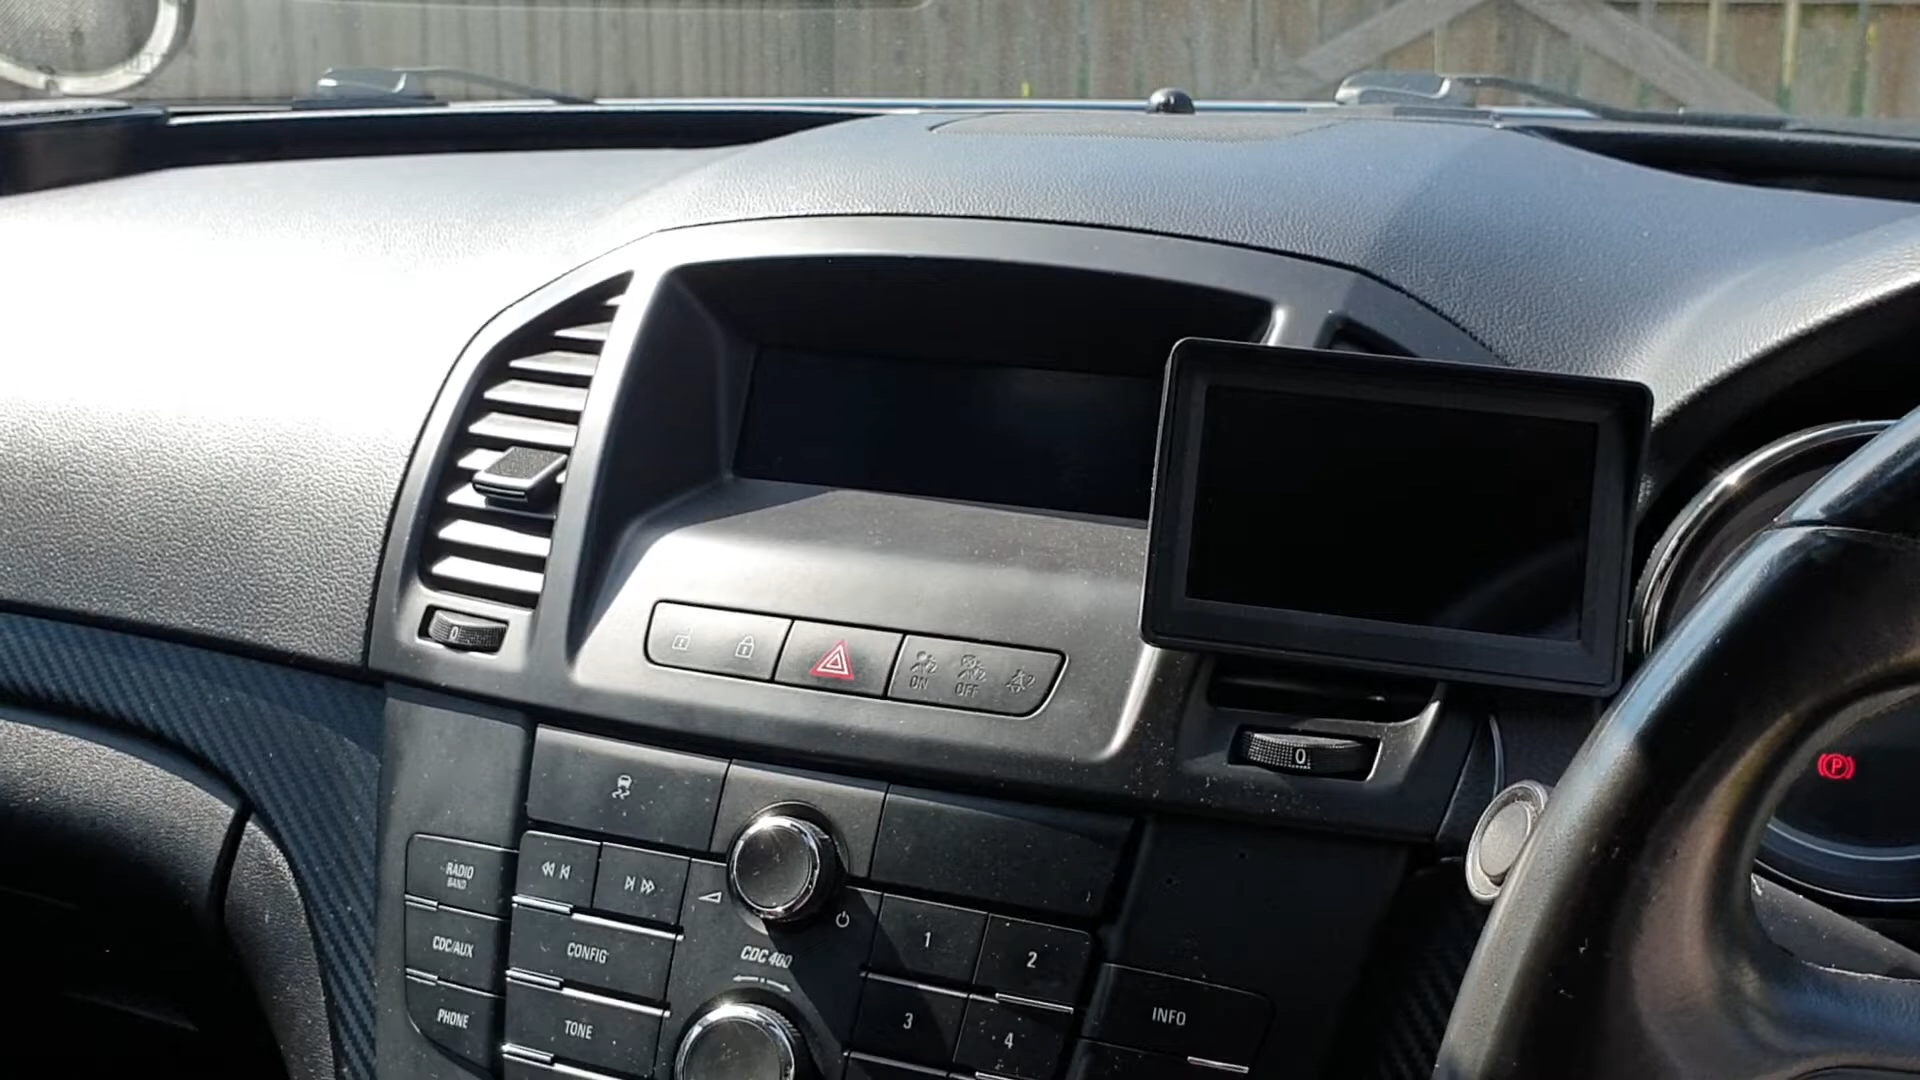 0
ON
OFF
0
P
RADIO
BAND
CDC/AUX
CONFIG
CDC 400
1
2
PHONE
TONE
3
4
INFO